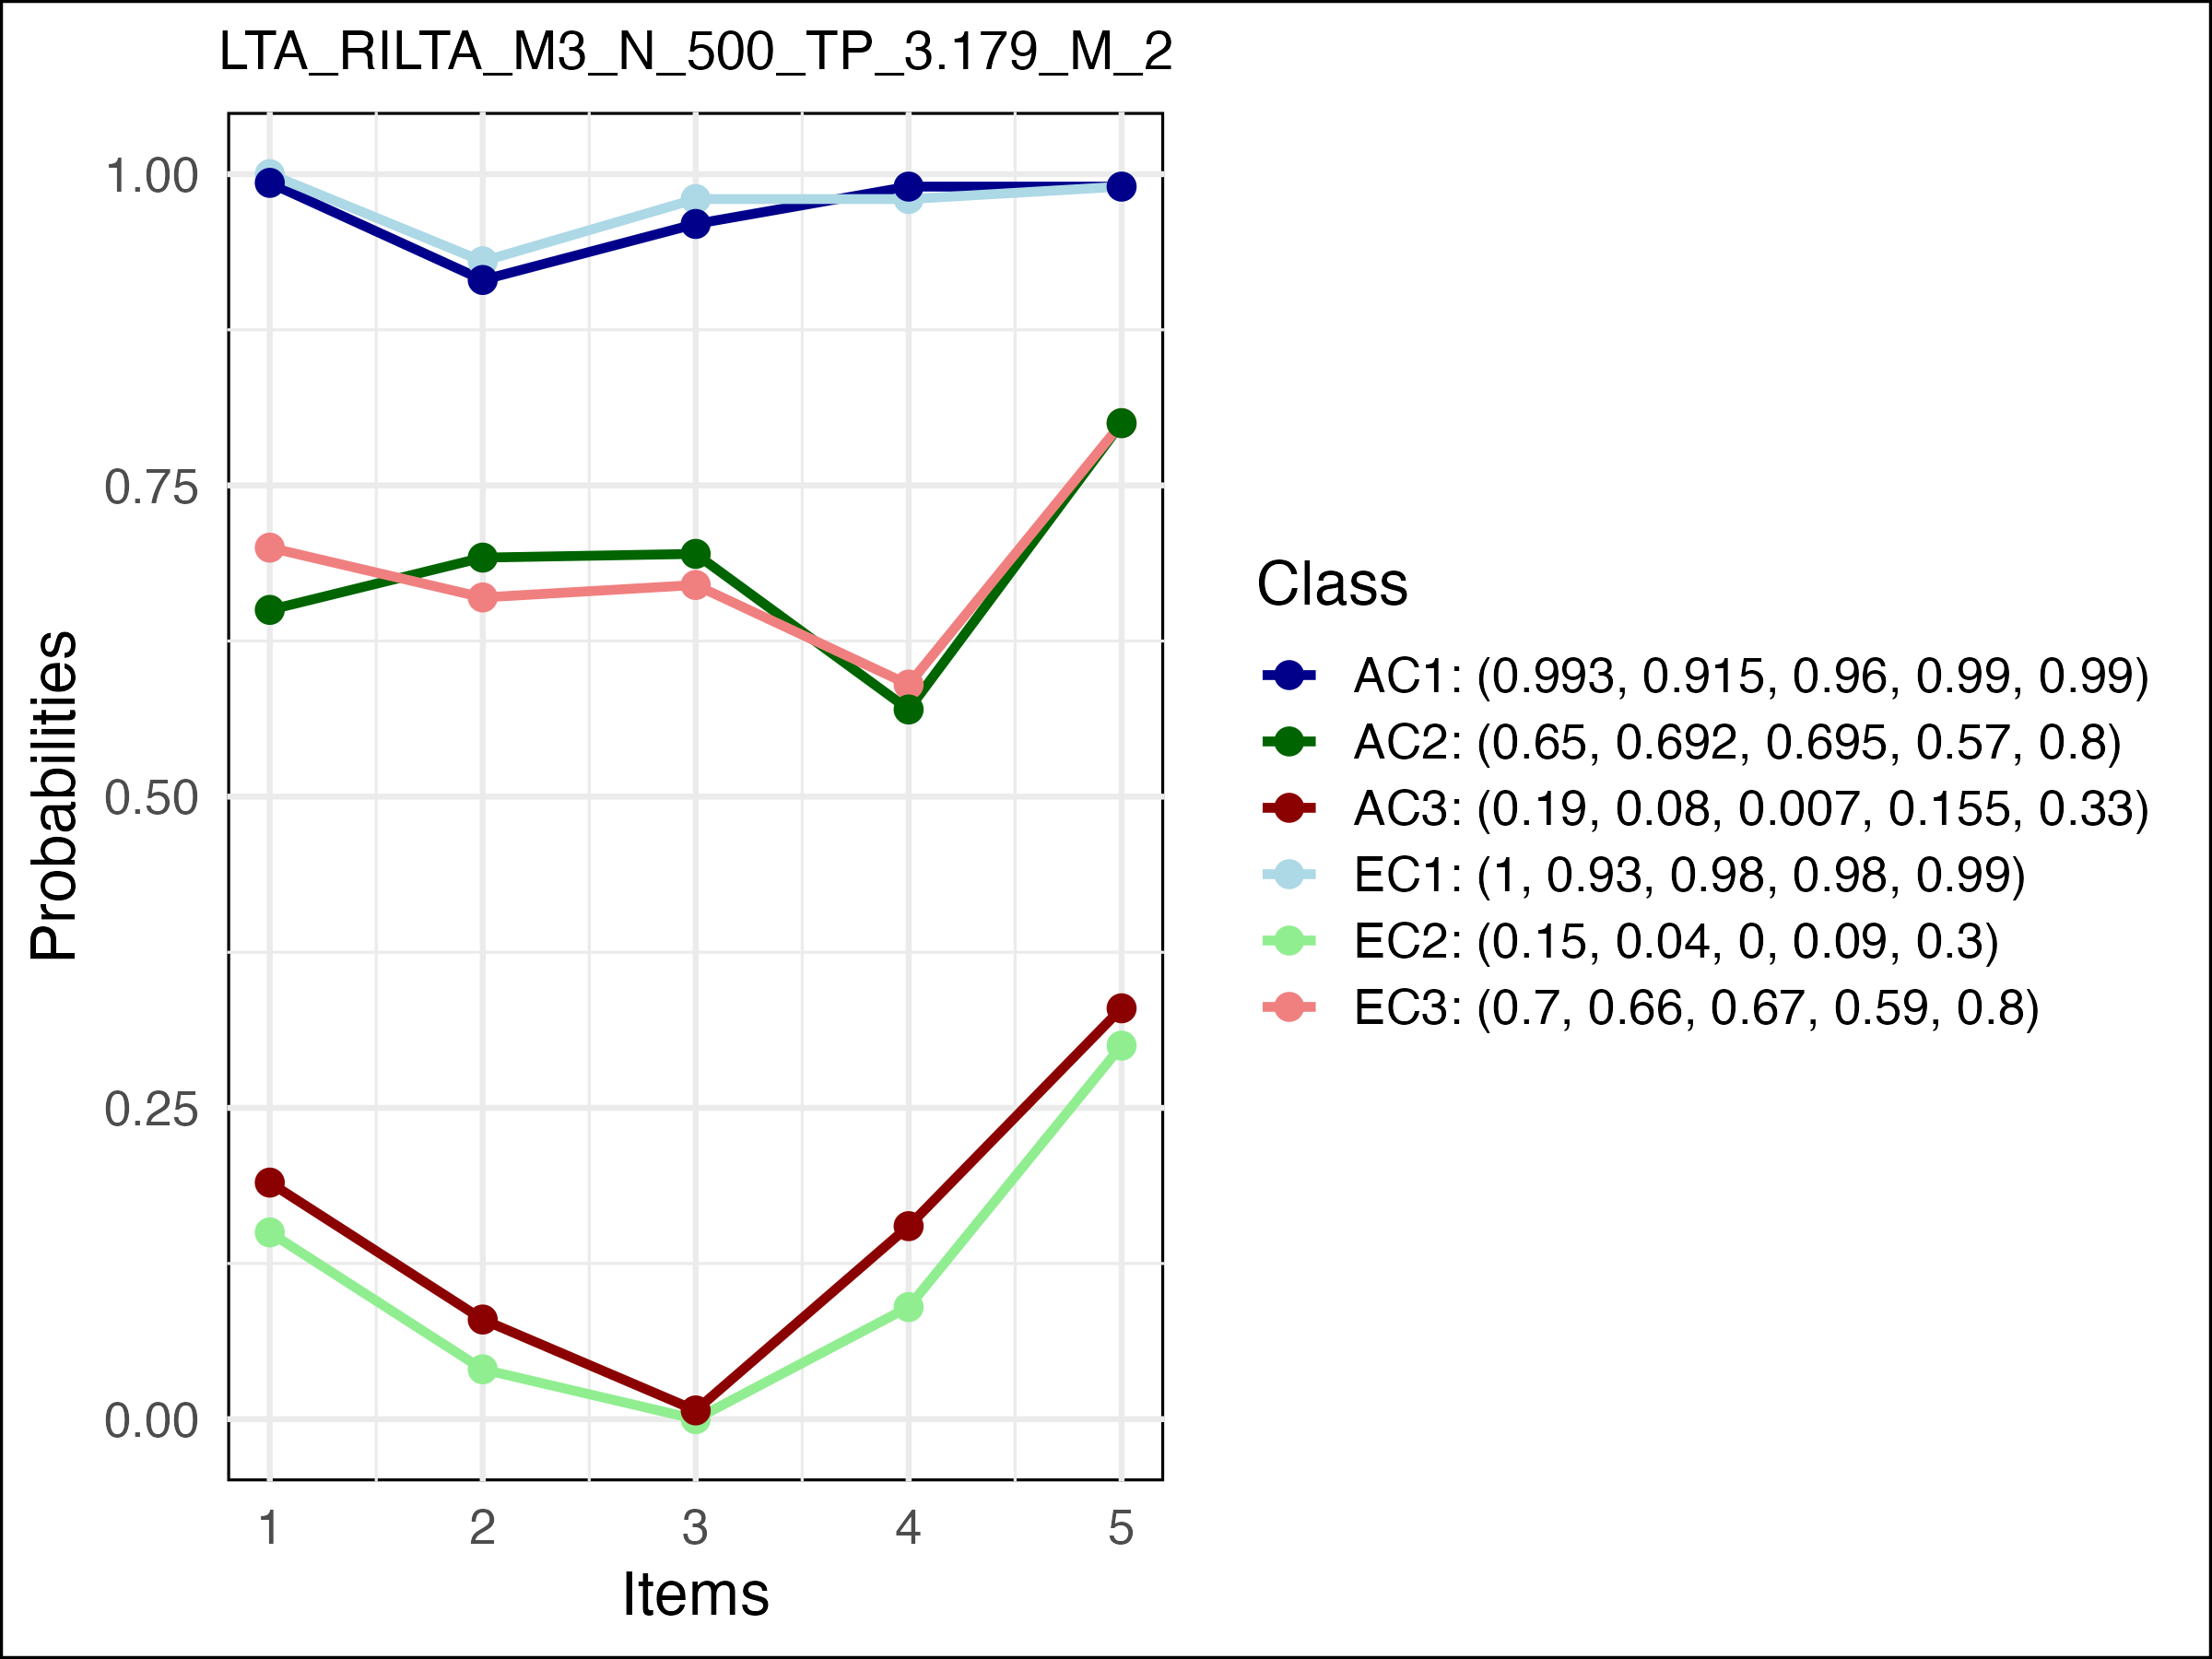 LTA_RILTA_M3_N_500_TP_3.179_M_2
1.00
0.75
0.50
0.25
0.00
Probabilities
1 2 3 4 5
Items
Class
AC1: (0.993, 0.915, 0.96, 0.99, 0.99)
AC2: (0.65, 0.692, 0.695, 0.57, 0.8)
AC3: (0.19, 0.08, 0.007, 0.155, 0.33)
EC1: (1, 0.93, 0.98, 0.98, 0.99)
EC2: (0.15, 0.04, 0, 0.09, 0.3)
EC3: (0.7, 0.66, 0.67, 0.59, 0.8)